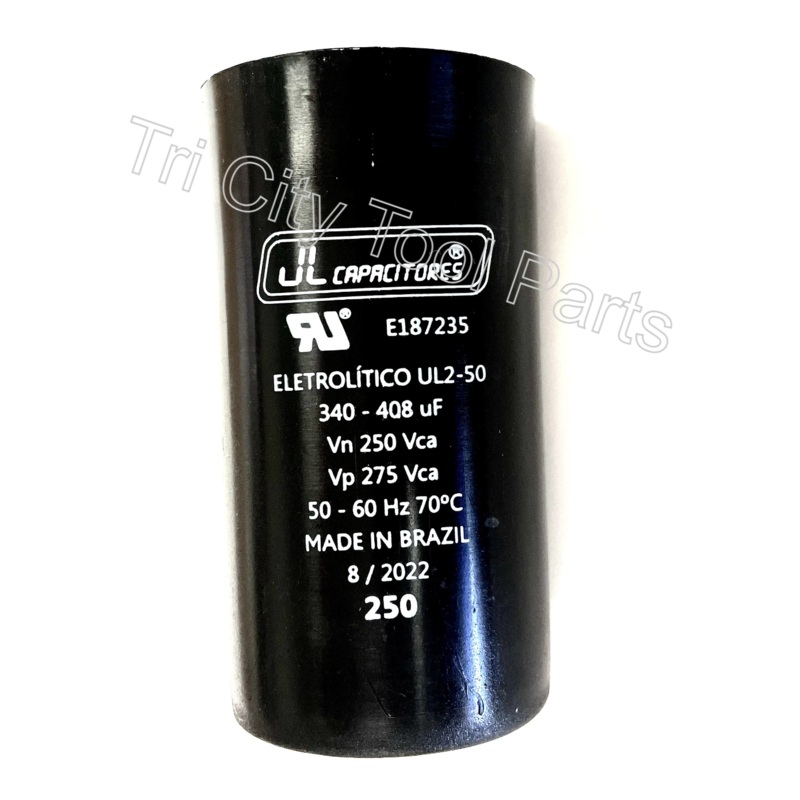 Tri City Tool Parts
JL CAPACITORES®
RU® E187235
ELETROLÍTICO UL2-50
340 - 408 uF
Vn 250 Vca
Vp 275 Vca
50 - 60 Hz 70ºC
MADE IN BRAZIL
8 / 2022
250